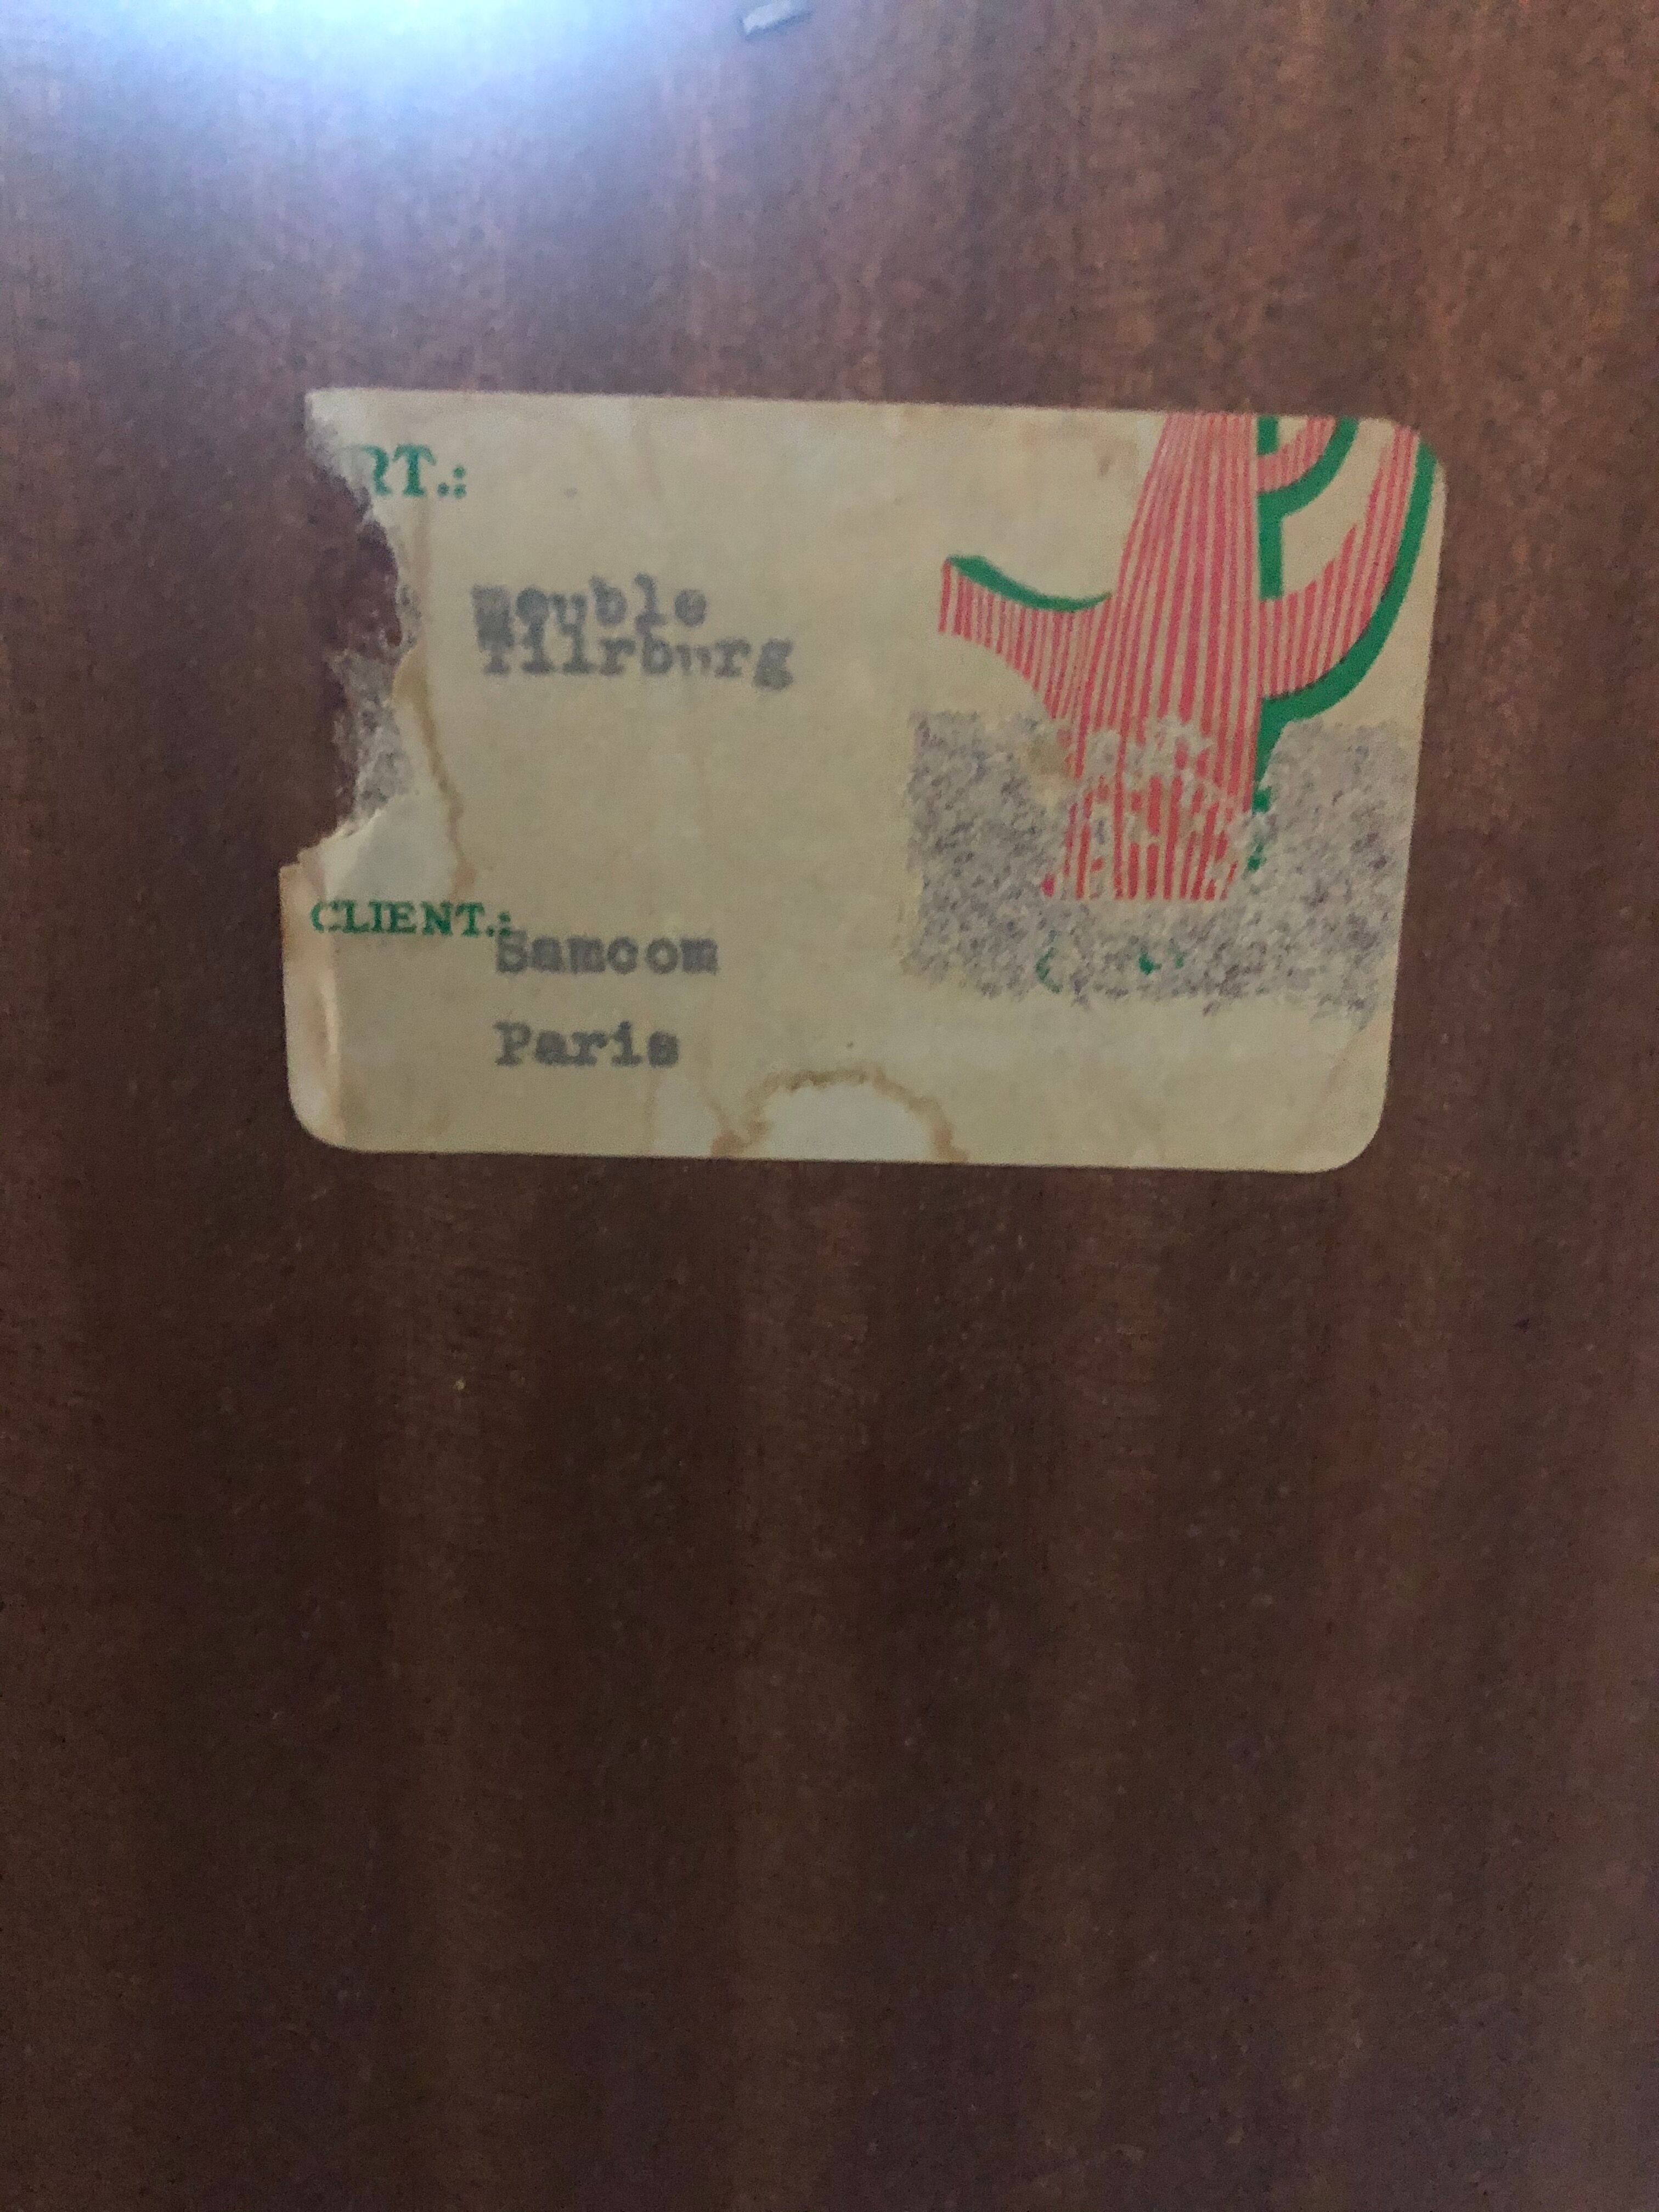 RT.:
meuble
Tilrburg
CLIENT.:
Samcom
Paris